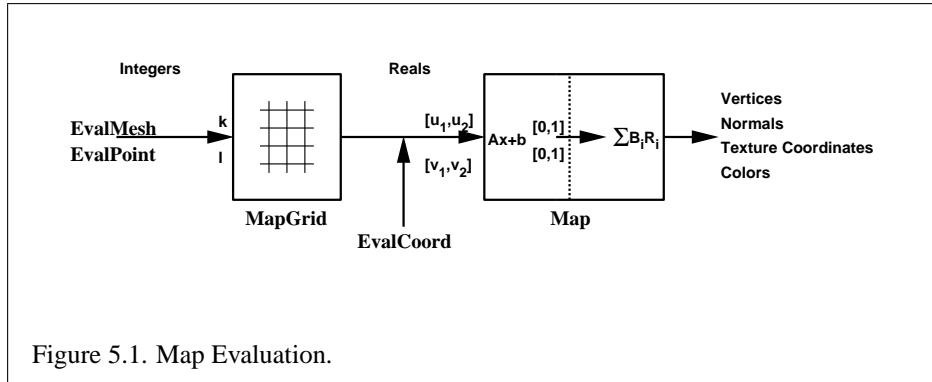 Integers
Reals
EvalMesh
EvalPoint
k
l
MapGrid
[u1,u2]
[v1,v2]
EvalCoord
Ax+b
[0,1]
[0,1]
∑BiRi
Map
Vertices
Normals
Texture Coordinates
Colors
Figure 5.1. Map Evaluation.